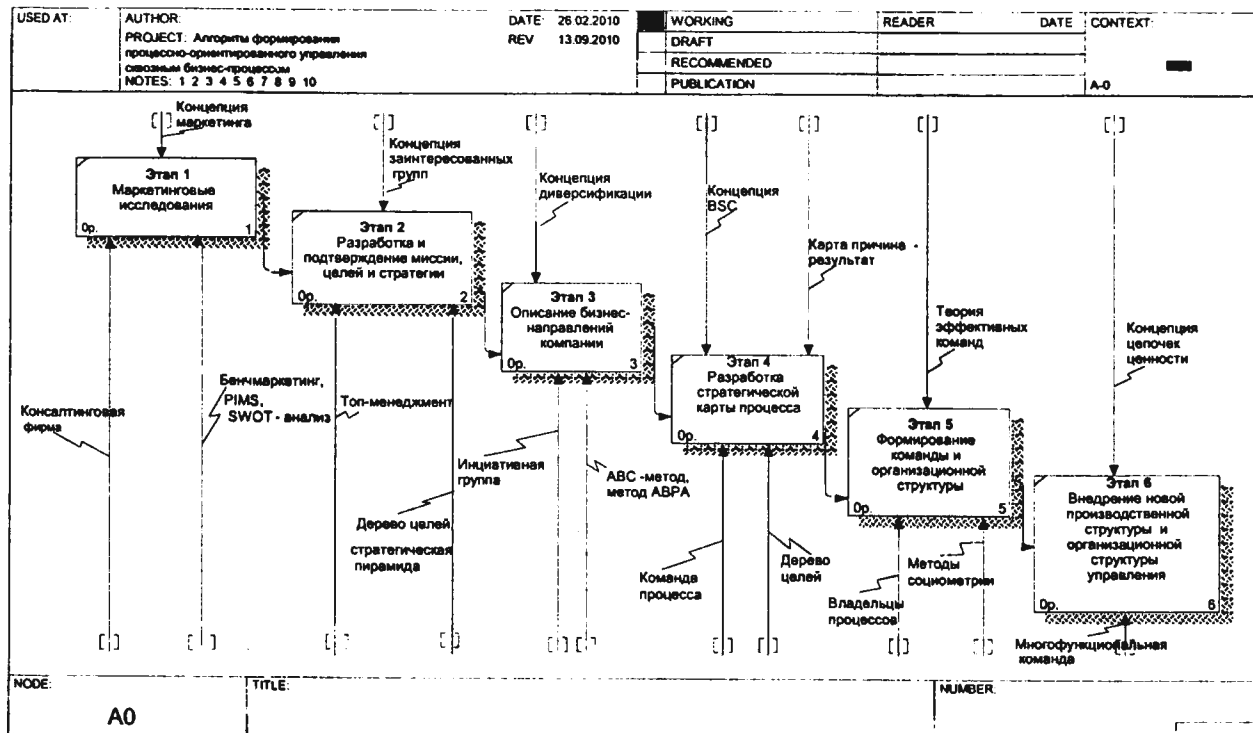 USED AT:
AUTHOR:
DATE: 26.02.2010
REV 13.09.2010
PROJECT: Алгоритм формирования
процессно-ориентированного управления
сквозным бизнес-процессом
NOTES: 1 2 3 4 5 6 7 8 9 10
WORKING
DRAFT
RECOMMENDED
PUBLICATION
READER
DATE
CONTEXT:
A-0
Концепция
маркетинга
Этап 1
Маркетинговые
исследования
0р.
1
Концепция
заинтересованных
групп
Этап 2
Разработка и
подтверждение миссии,
целей и стратегии
0р.
2
Концепция
диверсификации
Этап 3
Описание бизнес-
направлений
компании
0р.
3
Концепция
BSC
Карта причина -
результат
Этап 4
Разработка
стратегической
карты процесса
0р.
4
Теория
эффективных
команд
Этап 5
Формирование
команды и
организационной
структуры
0р.
5
Концепция
цепочек
ценности
Этап 6
Внедрение новой
производственной
структуры и
организационной
структуры
управления
0р.
6
Консалтинговая
фирма
Бенчмаркетинг,
PIMS,
SWOT - анализ
Топ-менеджмент
Дерево целей,
стратегическая
пирамида
Инциативная
группа
АВС -метод,
метод АВРА
Команда
процесса
Дерево
целей
Владельцы
процессов
Методы
социометрии
Многофункциональная
команда
NODE:
A0
TITLE:
NUMBER: